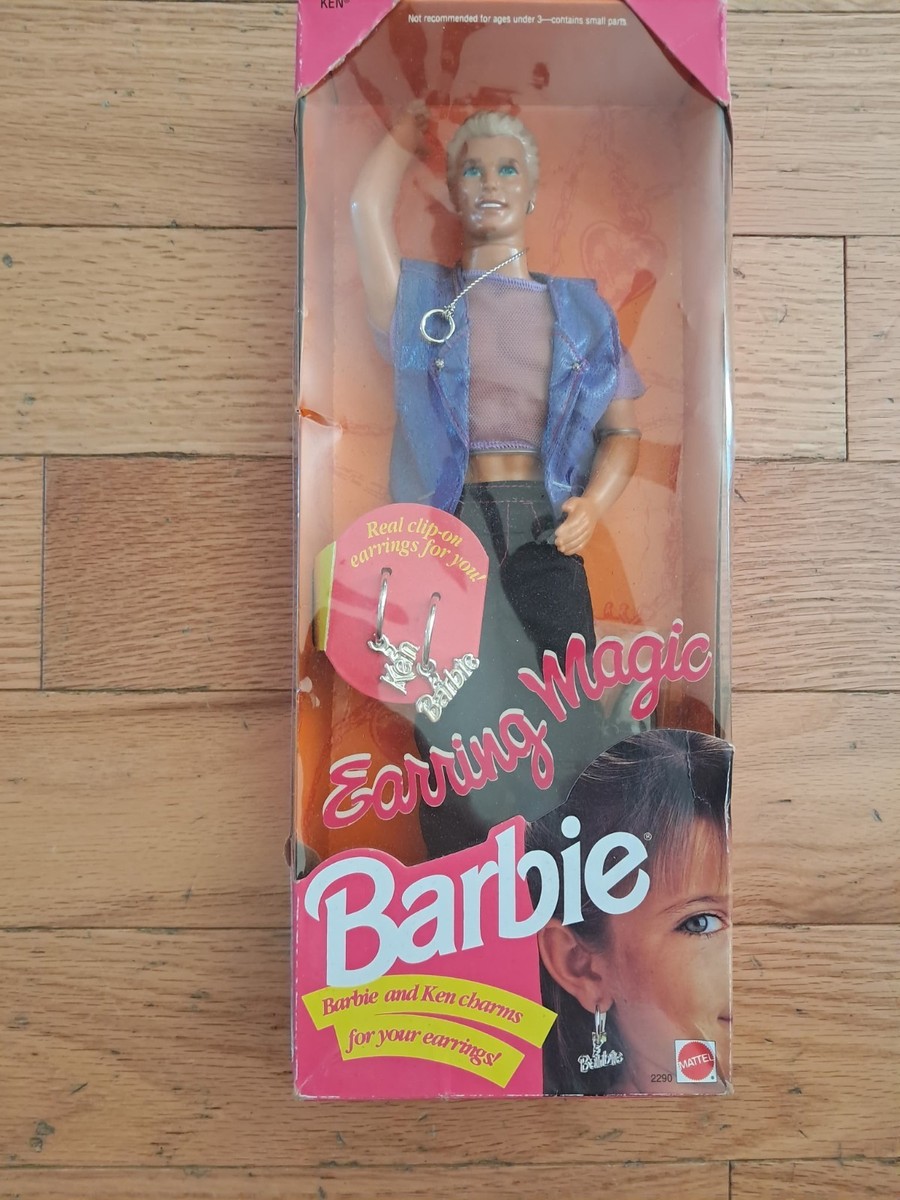 KEN®
Not recommended for ages under 3—contains small parts.
Real clip-on
earrings for you!
Ken
Barbie
Earring Magic
Barbie®
Barbie and Ken charms
for your earrings!
Barbie
2290
MATTEL